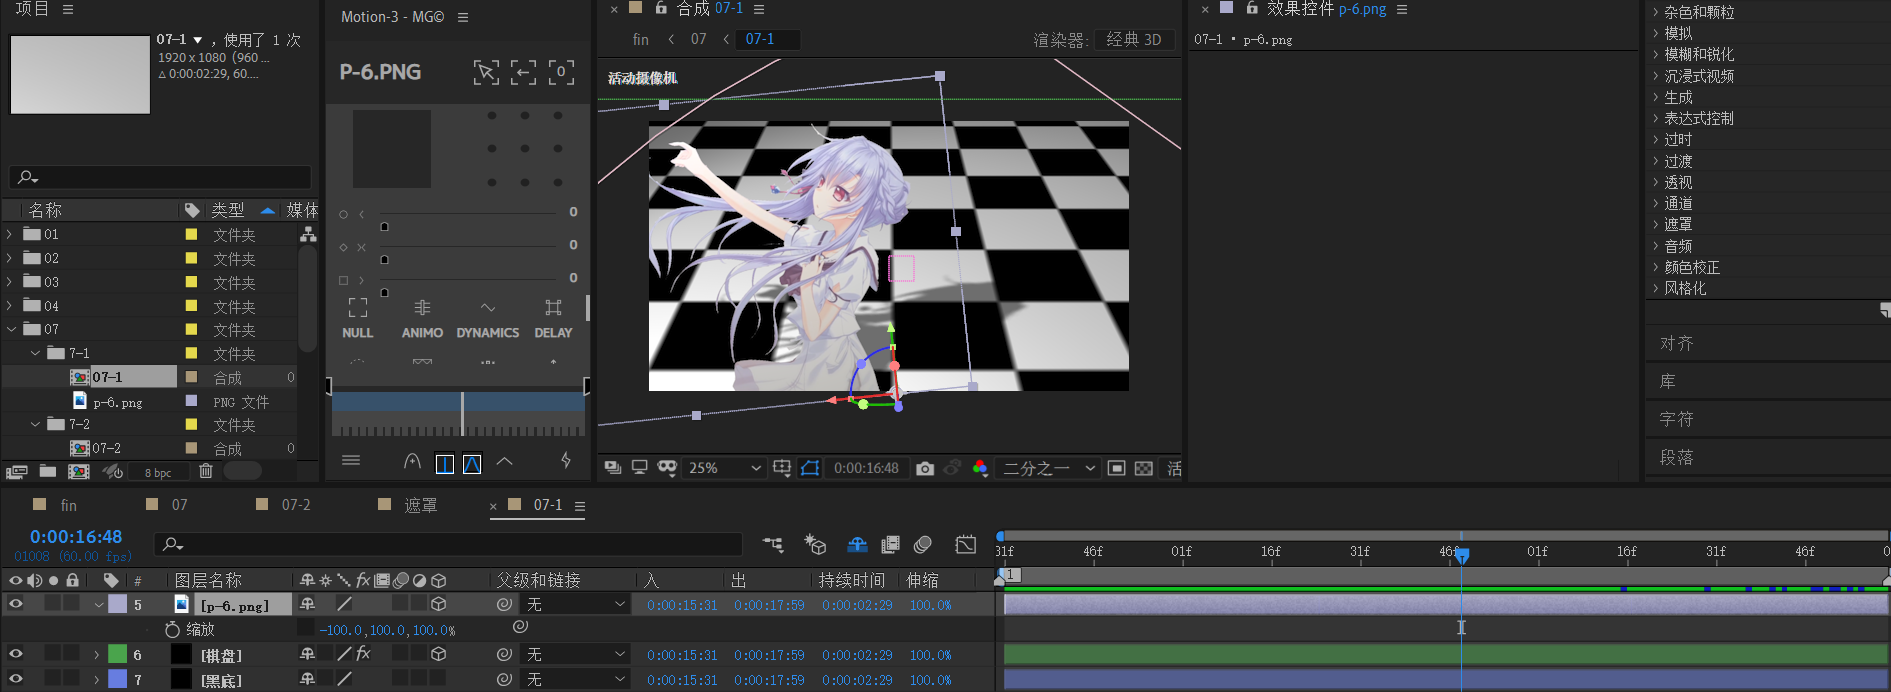 项目
07-1 ▼ ，使用了 1 次
1920 x 1080 (960 ...
△ 0:00:02:29, 60....
名称 类型 媒体
01 文件夹
02 文件夹
03 文件夹
04 文件夹
07 文件夹
7-1 文件夹
07-1 合成 0
p-6.png PNG 文件
7-2 文件夹
07-2 合成 0
8 bpc
Motion-3 - MG©
P-6.PNG
0
0
0
0
NULL ANIMO DYNAMICS DELAY
合成 07-1
fin 07 07-1 渲染器: 经典 3D
活动摄像机
25% 0:00:16:48 二分之一 活
效果控件 p-6.png
07-1 • p-6.png
杂色和颗粒
模拟
模糊和锐化
沉浸式视频
生成
表达式控制
过时
过渡
透视
通道
遮罩
音频
颜色校正
风格化
对齐
库
字符
段落
fin 07 07-2 遮罩 07-1
0:00:16:48
01008 (60.00 fps)
31f 46f 01f 16f 31f 46f 01f 16f 31f 46f 0
1
# 图层名称 fx 父级和链接 入 出 持续时间 伸缩
5 [p-6.png] 无 0:00:15:31 0:00:17:59 0:00:02:29 100.0%
缩放 -100.0,100.0,100.0%
6 [棋盘] fx 无 0:00:15:31 0:00:17:59 0:00:02:29 100.0%
7 [黑底] 无 0:00:15:31 0:00:17:59 0:00:02:29 100.0%